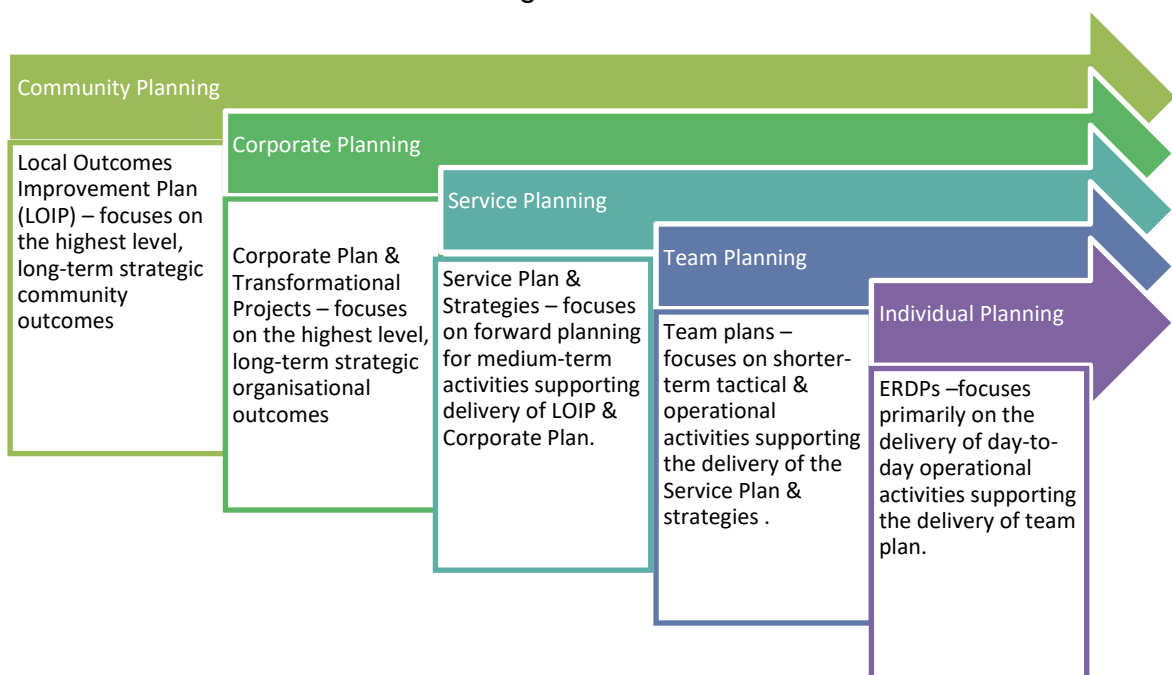 Community Planning
Local Outcomes
Improvement Plan
(LOIP) – focuses on
the highest level,
long-term strategic
community
outcomes
Corporate Planning
Corporate Plan &
Transformational
Projects – focuses
on the highest level,
long-term strategic
organisational
outcomes
Service Planning
Service Plan &
Strategies – focuses
on forward planning
for medium-term
activities supporting
delivery of LOIP &
Corporate Plan.
Team Planning
Team plans –
focuses on shorter-
term tactical &
operational
activities supporting
the delivery of the
Service Plan &
strategies .
Individual Planning
ERDPs –focuses
primarily on the
delivery of day-to-
day operational
activities supporting
the delivery of team
plan.